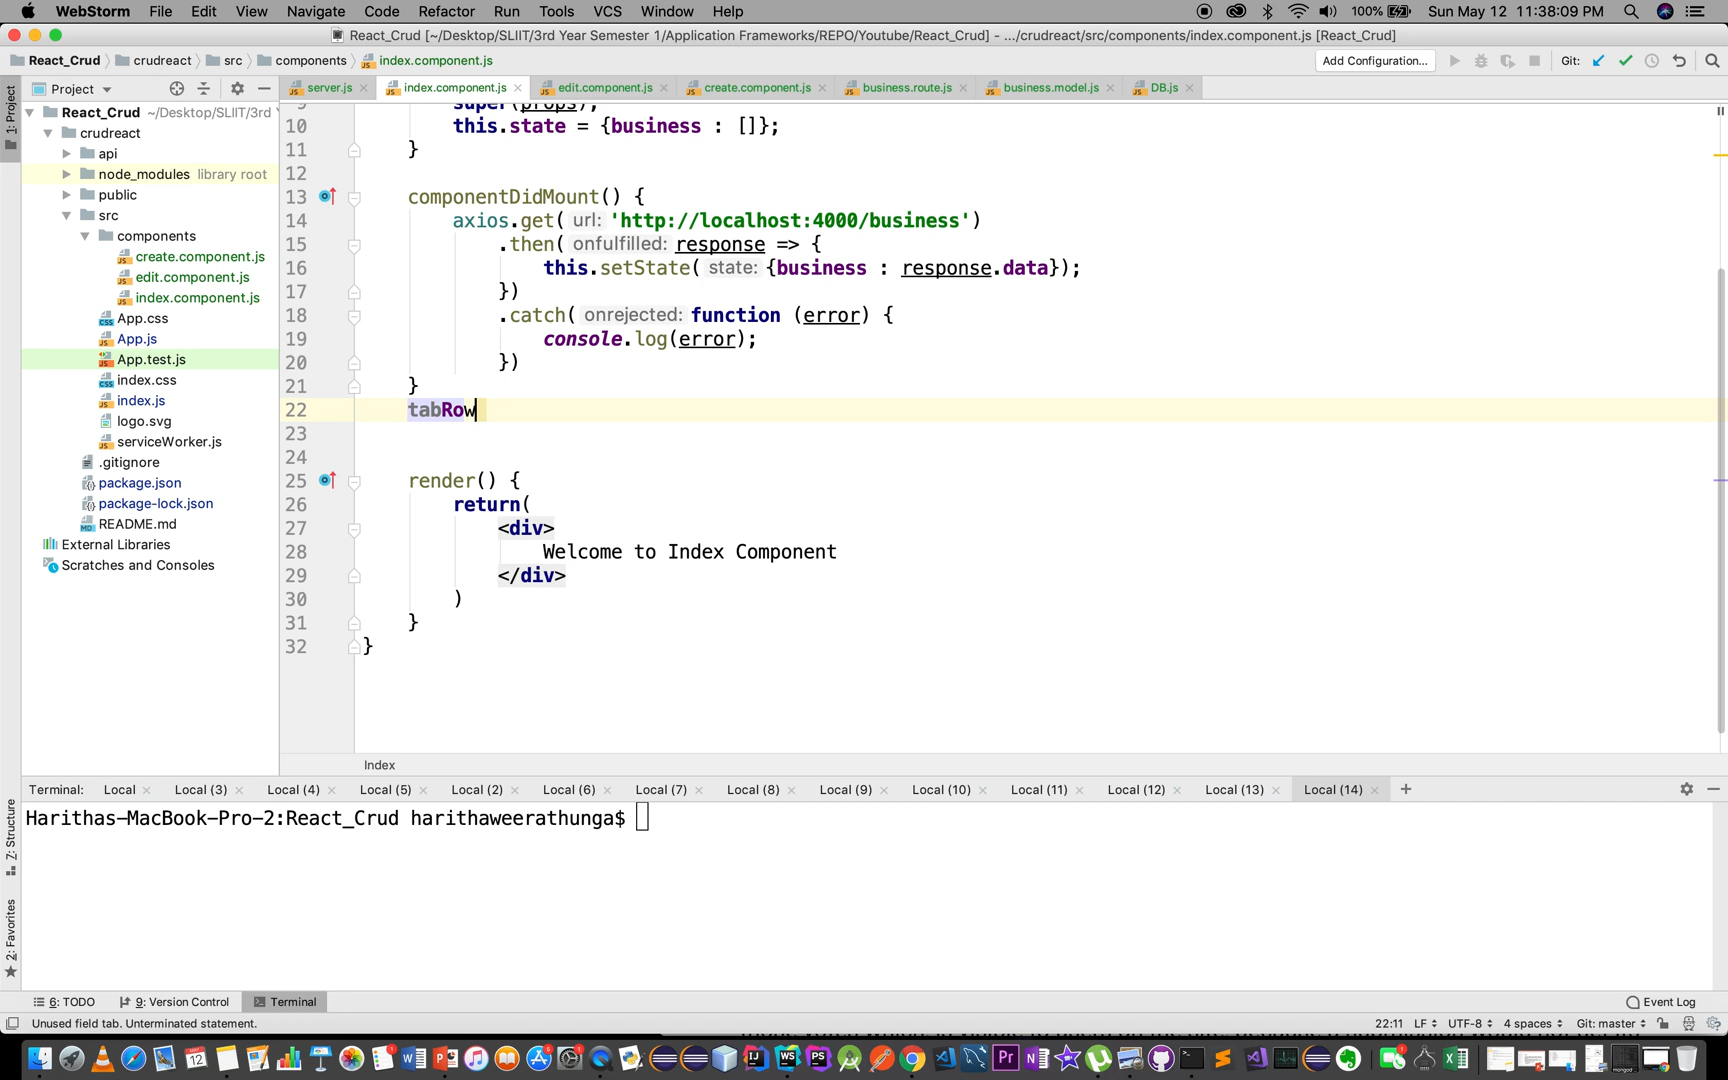 WebStorm File Edit View Navigate Code Refactor Run Tools VCS Window Help 100% Sun May 12 11:38:09 PM
React_Crud [~/Desktop/SLIIT/3rd Year Semester 1/Application Frameworks/REPO/Youtube/React_Crud] - .../crudreact/src/components/index.component.js [React_Crud]
React_Crud crudreact src components index.component.js Add Configuration... Git:
Project server.js index.component.js edit.component.js create.component.js business.route.js business.model.js DB.js
1: Project
React_Crud ~/Desktop/SLIIT/3rd
crudreact
api
node_modules library root
public
src
components
create.component.js
edit.component.js
index.component.js
App.css
App.js
App.test.js
index.css
index.js
logo.svg
serviceWorker.js
.gitignore
package.json
package-lock.json
README.md
External Libraries
Scratches and Consoles
9 super(props);
10 this.state = {business : []};
11 }
12
13 componentDidMount() {
14 axios.get( url: 'http://localhost:4000/business')
15 .then( onfulfilled: response => {
16 this.setState( state: {business : response.data});
17 })
18 .catch( onrejected: function (error) {
19 console.log(error);
20 })
21 }
22 tabRow
23
24
25 render() {
26 return(
27 <div>
28 Welcome to Index Component
29 </div>
30 )
31 }
32 }
Index
Terminal: Local Local (3) Local (4) Local (5) Local (2) Local (6) Local (7) Local (8) Local (9) Local (10) Local (11) Local (12) Local (13) Local (14) +
Harithas-MacBook-Pro-2:React_Crud harithaweerathunga$
Z: Structure
2: Favorites
6: TODO 9: Version Control Terminal Event Log
Unused field tab. Unterminated statement. 22:11 LF UTF-8 4 spaces Git: master